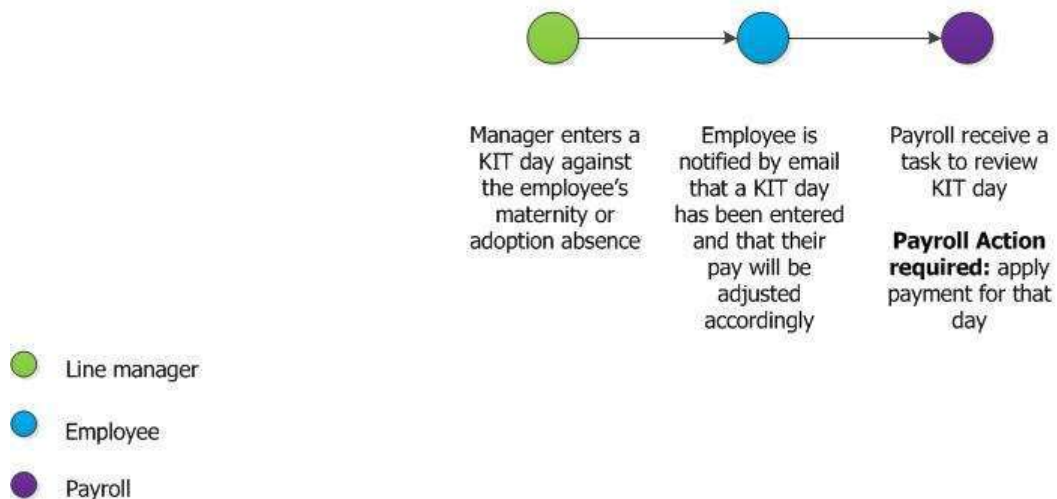 Manager enters a
KIT day against
the employee's
maternity or
adoption absence
Employee is
notified by email
that a KIT day
has been entered
and that their
pay will be
adjusted
accordingly
Payroll receive a
task to review
KIT day
Payroll Action
required: apply
payment for that
day
Line manager
Employee
Payroll